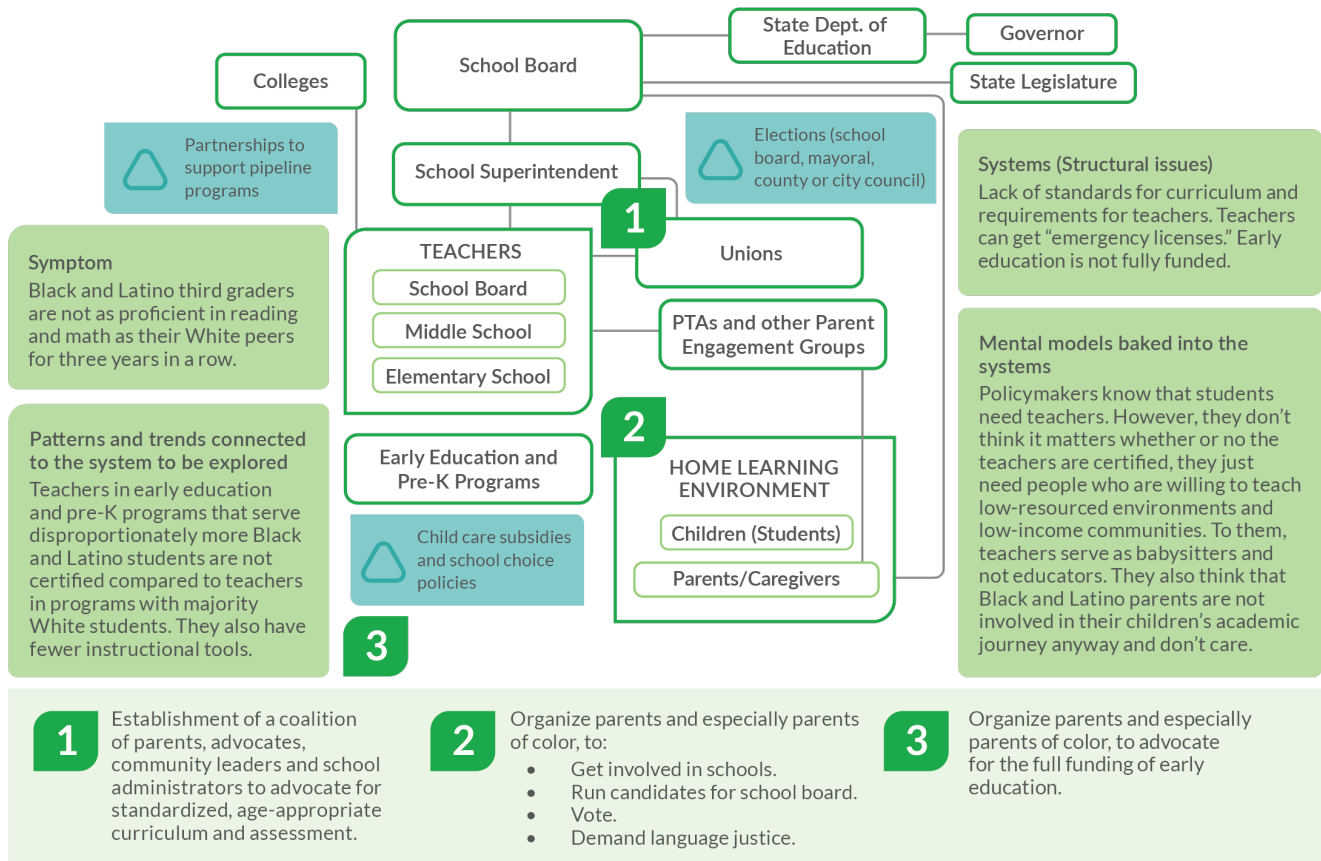 State Dept. of
Education
Governor
School Board
Colleges
State Legislature
Partnerships to
support pipeline
programs
Elections (school
board, mayoral,
county or city council)
School Superintendent
1
Unions
TEACHERS
School Board
Middle School
Elementary School
PTAs and other Parent
Engagement Groups
Symptom
Black and Latino third graders
are not as proficient in reading
and math as their White peers
for three years in a row.
Patterns and trends connected
to the system to be explored
Teachers in early education
and pre-K programs that serve
disproportionately more Black
and Latino students are not
certified compared to teachers
in programs with majority
White students. They also have
fewer instructional tools.
Early Education and
Pre-K Programs
Child care subsidies
and school choice
policies
3
2
HOME LEARNING
ENVIRONMENT
Children (Students)
Parents/Caregivers
Systems (Structural issues)
Lack of standards for curriculum and
requirements for teachers. Teachers
can get “emergency licenses.” Early
education is not fully funded.
Mental models baked into the
systems
Policymakers know that students
need teachers. However, they don’t
think it matters whether or no the
teachers are certified, they just
need people who are willing to teach
low-resourced environments and
low-income communities. To them,
teachers serve as babysitters and
not educators. They also think that
Black and Latino parents are not
involved in their children’s academic
journey anyway and don’t care.
1
Establishment of a coalition
of parents, advocates,
community leaders and school
administrators to advocate for
standardized, age-appropriate
curriculum and assessment.
2
Organize parents and especially parents
of color, to:
• Get involved in schools.
• Run candidates for school board.
• Vote.
• Demand language justice.
3
Organize parents and especially
parents of color, to advocate
for the full funding of early
education.